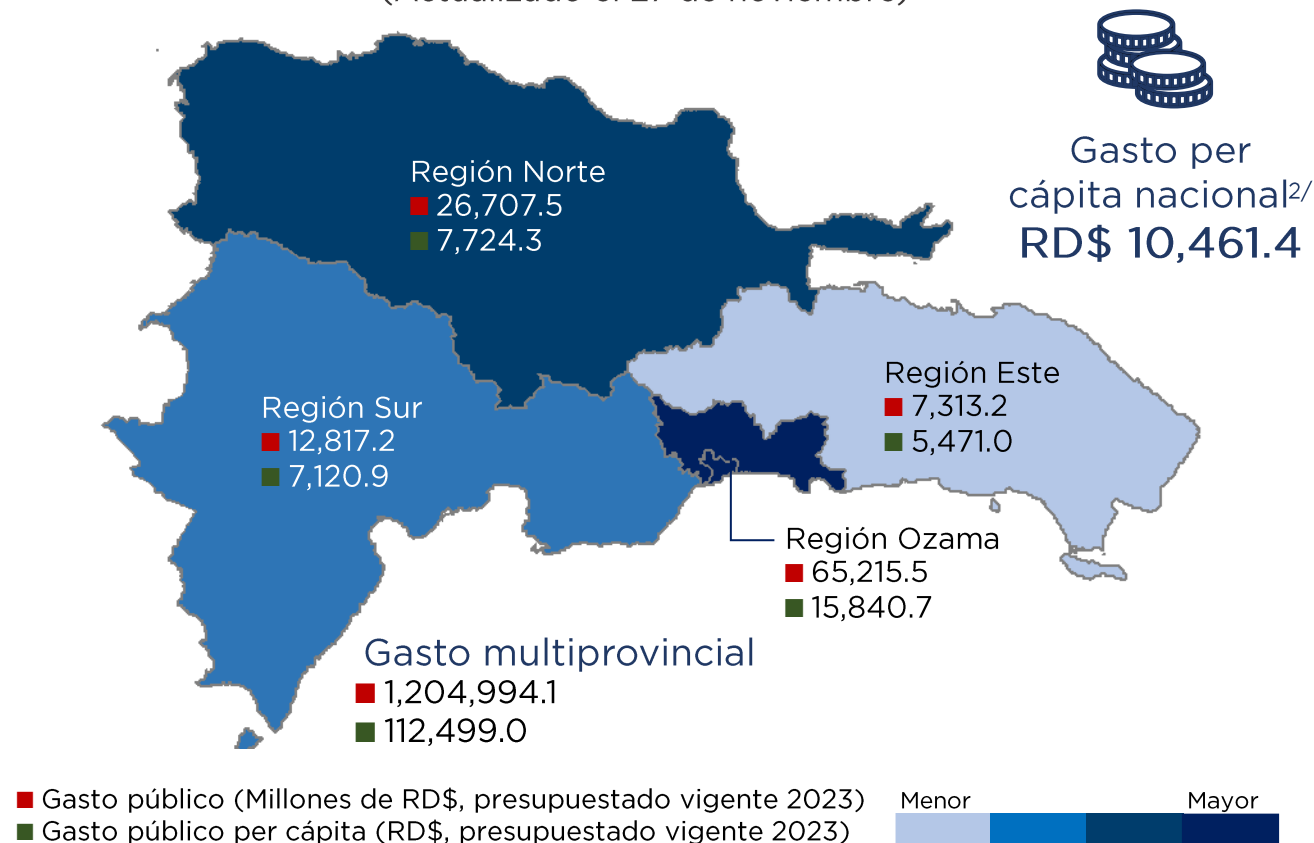 Gasto per
cápita nacional2/
RD$ 10,461.4
Región Norte
26,707.5
7,724.3
Región Este
7,313.2
5,471.0
Región Sur
12,817.2
7,120.9
Región Ozama
65,215.5
15,840.7
Gasto multiprovincial
1,204,994.1
112,499.0
Gasto público (Millones de RD$, presupuestado vigente 2023)
Gasto público per cápita (RD$, presupuestado vigente 2023)
Menor
Mayor